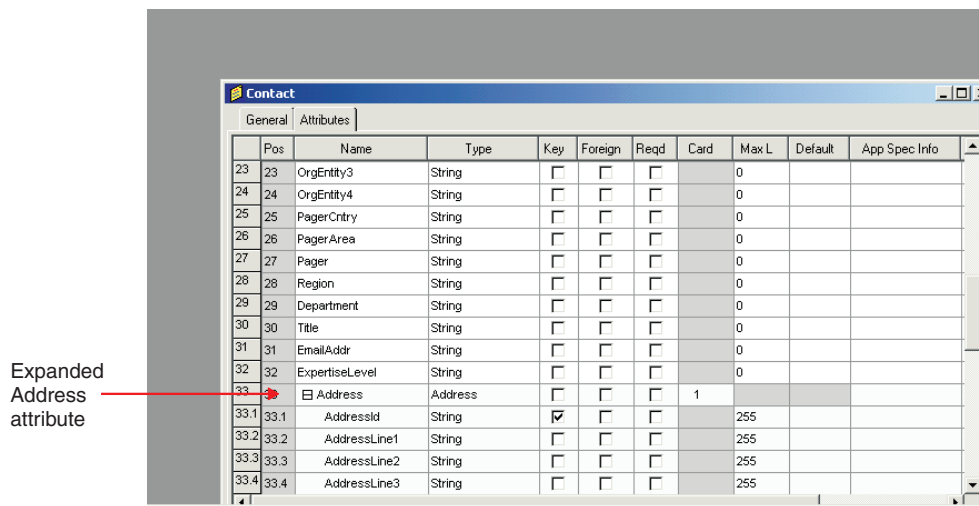 Contact
General Attributes
Pos Name Type Key Foreign Reqd Card Max L Default App Spec Info
23 23 OrgEntity3 String 0
24 24 OrgEntity4 String 0
25 25 PagerCntry String 0
26 26 PagerArea String 0
27 27 Pager String 0
28 28 Region String 0
29 29 Department String 0
30 30 Title String 0
31 31 EmailAddr String 0
32 32 ExpertiseLevel String 0
33 Address Address 1
33.1 33.1 AddressId String 255
33.2 33.2 AddressLine1 String 255
33.3 33.3 AddressLine2 String 255
33.4 33.4 AddressLine3 String 255
Expanded
Address
attribute